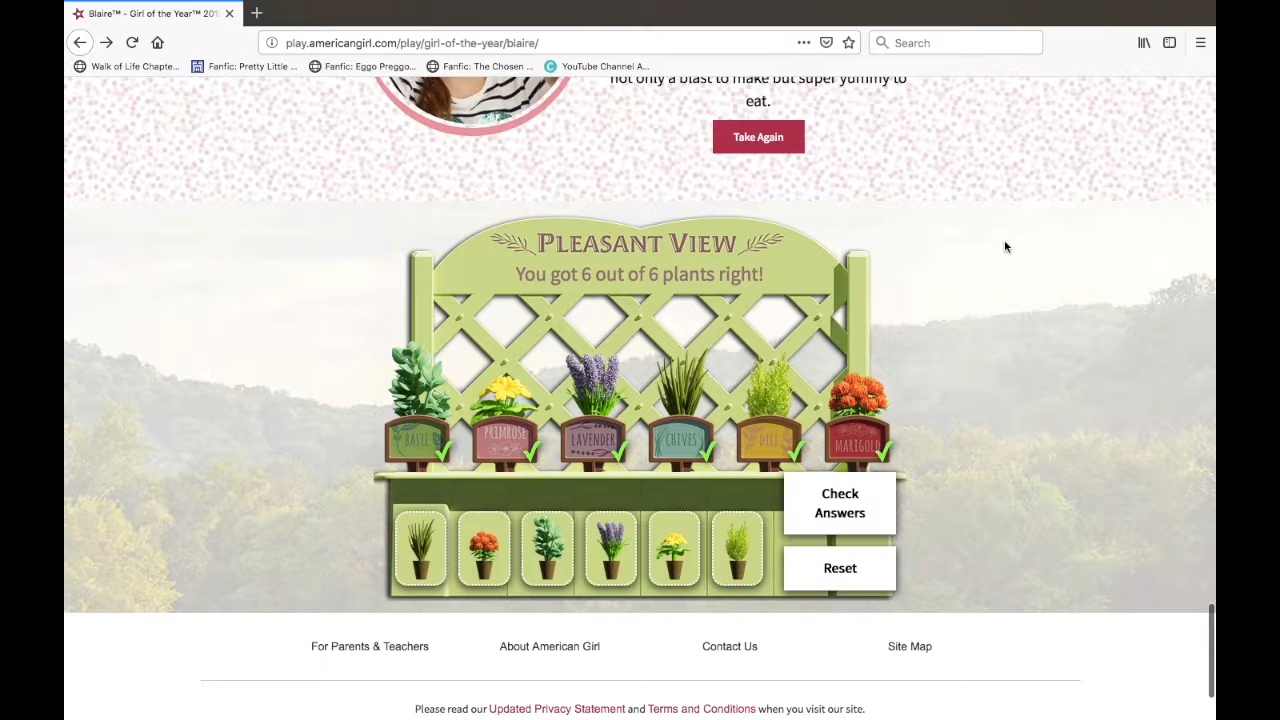 Blaire™ - Girl of the Year™ 201
play.americangirl.com/play/girl-of-the-year/blaire/
Search
Walk of Life Chapte...
Fanfic: Pretty Little ...
Fanfic: Eggo Preggo...
Fanfic: The Chosen ...
YouTube Channel A...
not only a blast to make but super yummy to
eat.
Take Again
PLEASANT VIEW
You got 6 out of 6 plants right!
BASIL
PRIMROSE
LAVENDER
CHIVES
DILL
MARIGOLD
Check
Answers
Reset
For Parents & Teachers
About American Girl
Contact Us
Site Map
Please read our Updated Privacy Statement and Terms and Conditions when you visit our site.